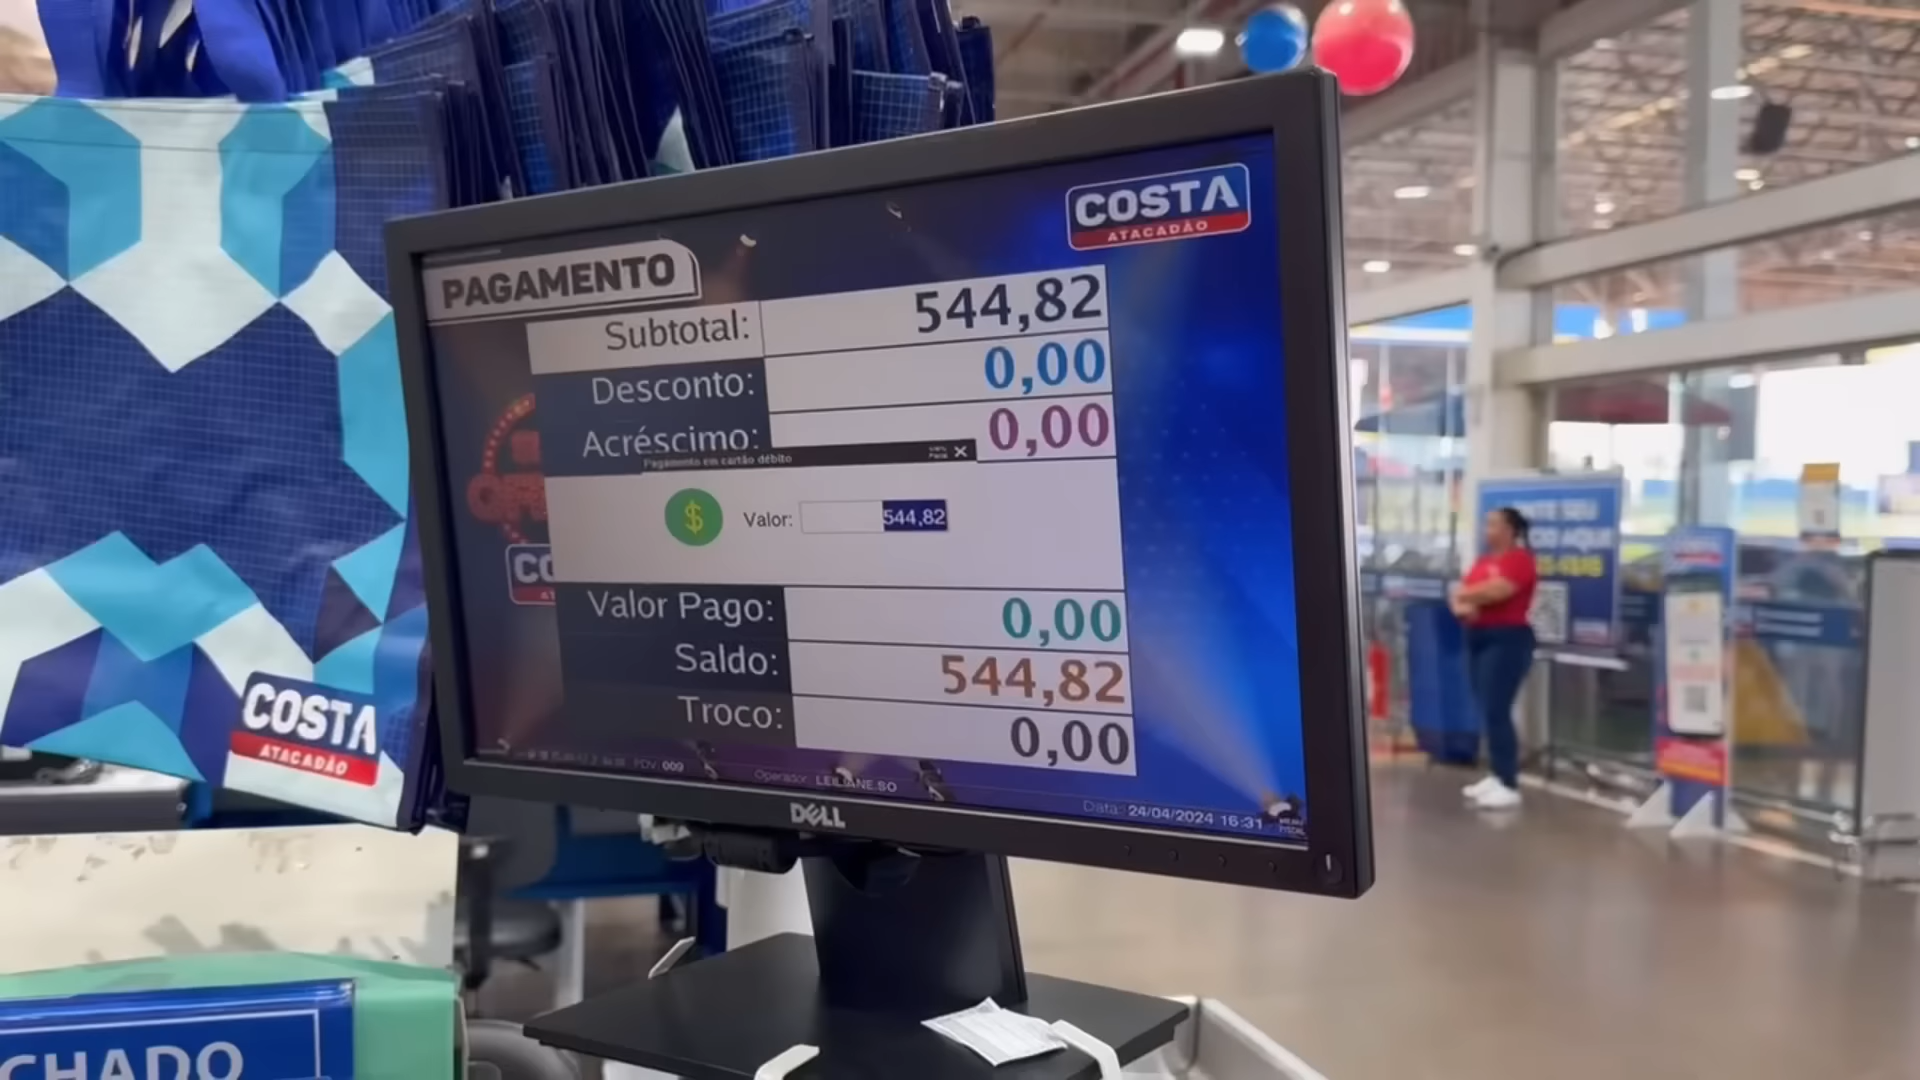 COSTA
ATACADÃO
PAGAMENTO
Subtotal: 544,82
Desconto: 0,00
Acréscimo: 0,00
Pagamento em cartão débito
Valor: 544,82
Valor Pago: 0,00
Saldo: 544,82
Troco: 0,00
PDV: 009
Operador: LEILIANE.SO
Data: 24/04/2024 16:31
DELL
COSTA
ATACADÃO
CHADO